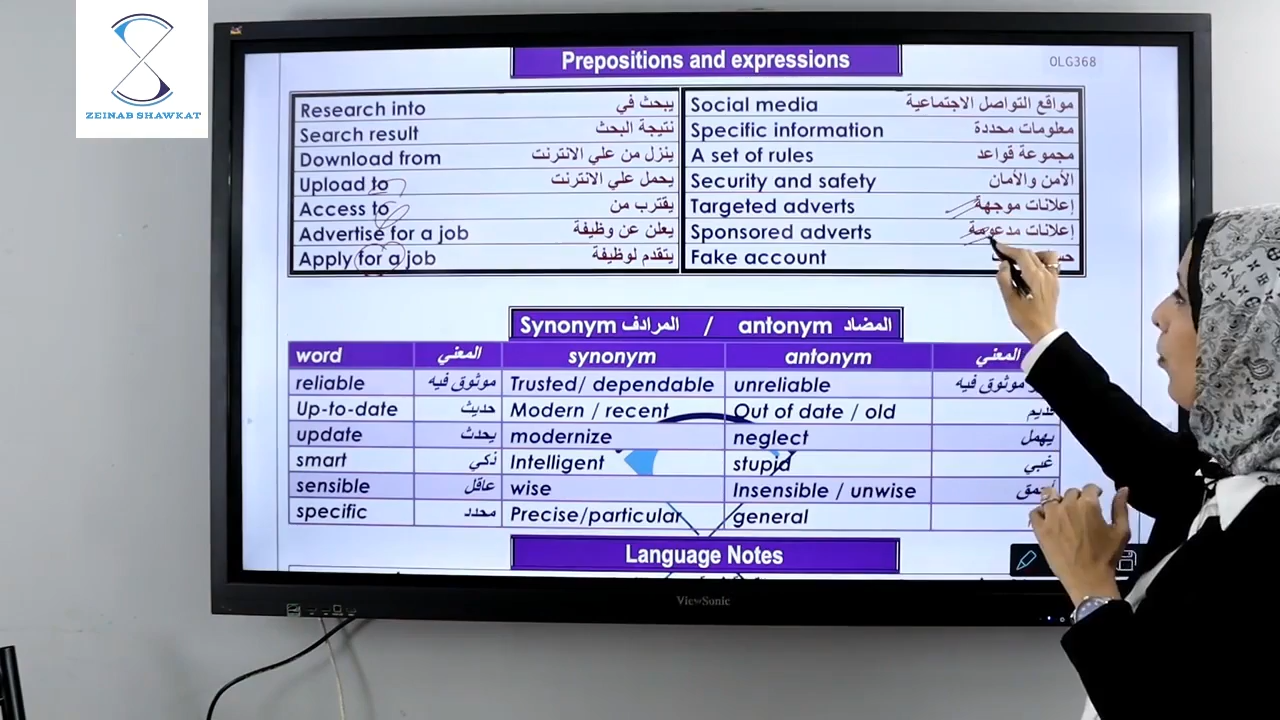 ZEINAB SHAWKAT
Prepositions and expressions
OLG368
Research into يبحث في
Search result نتيجة البحث
Download from ينزل من علي الانترنت
Upload to يحمل علي الانترنت
Access to يقترب من
Advertise for a job يعلن عن وظيفة
Apply for a job يتقدم لوظيفة
Social media مواقع التواصل الاجتماعية
Specific information معلومات محددة
A set of rules مجموعة قواعد
Security and safety الأمن والأمان
Targeted adverts إعلانات موجهة
Sponsored adverts إعلانات مدعومة
Fake account
Synonym المرادف / antonym المضاد
word المعني synonym antonym المعني
reliable موثوق فيه Trusted/ dependable unreliable موثوق فيه
Up-to-date حديث Modern / recent Out of date / old قديم
update يحدث modernize neglect يهمل
smart ذكي Intelligent stupid غبي
sensible عاقل wise Insensible / unwise
specific محدد Precise/particular general
Language Notes
ViewSonic